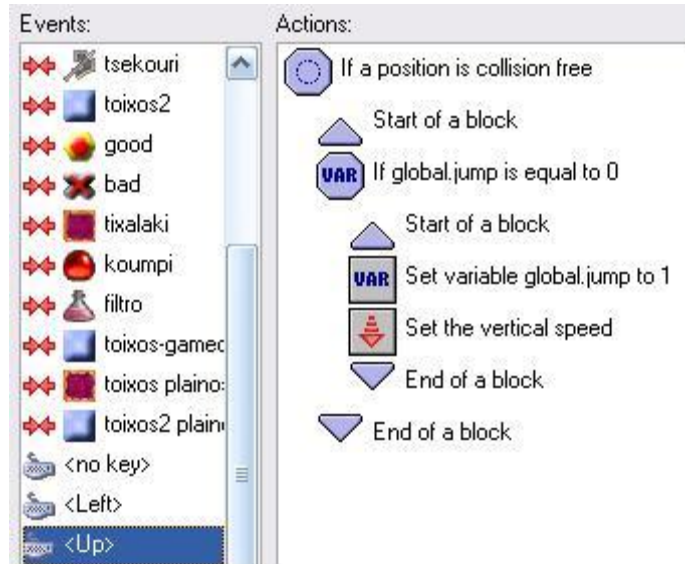 Events:
tsekouri
toixos2
good
bad
tixalaki
koumpi
filtro
toixos-gamec
toixos plaino:
toixos2 plain
<no key>
<Left>
<Up>
Actions:
If a position is collision free
Start of a block
VAR If global.jump is equal to 0
Start of a block
VAR Set variable global.jump to 1
Set the vertical speed
End of a block
End of a block